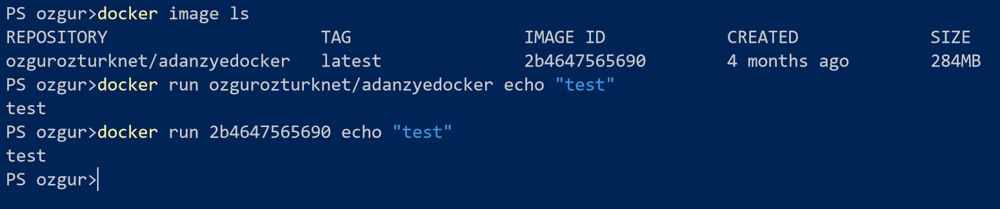 PS ozgur>docker image ls
REPOSITORY TAG IMAGE ID CREATED SIZE
ozgurozturknet/adanzyedocker latest 2b4647565690 4 months ago 284MB
PS ozgur>docker run ozgurozturknet/adanzyedocker echo "test"
test
PS ozgur>docker run 2b4647565690 echo "test"
test
PS ozgur>